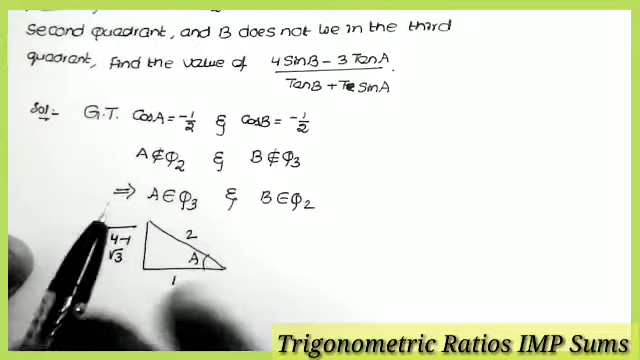 Second quadrant, and B does not lie in the third
quadrant, find the value of 4 SinB - 3 TanA
TanB + SinA .
Sol:- G.T. CosA = -1/2 & CosB = -1/2
A∉Q2 & B∉Q3
⇒ A∈Q3 & B∈Q2
4-1
√3
2
A
1
Trigonometric Ratios IMP Sums